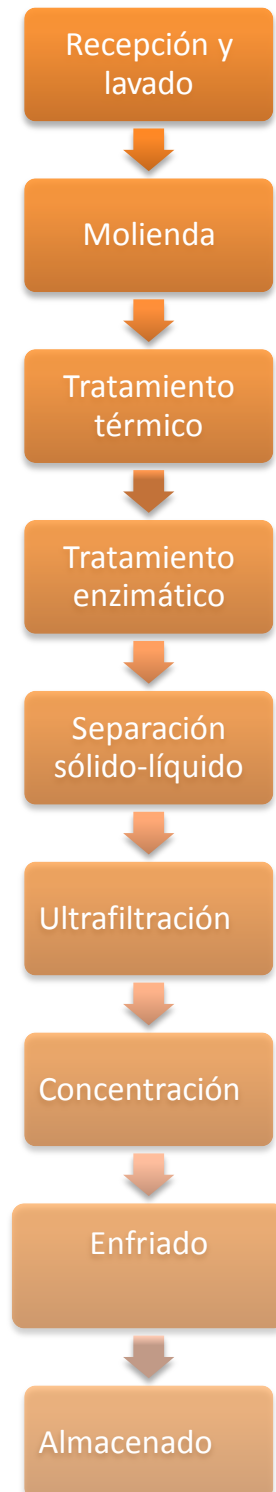 Recepción y
lavado
Molienda
Tratamiento
térmico
Tratamiento
enzimático
Separación
sólido-líquido
Ultrafiltración
Concentración
Enfriado
Almacenado